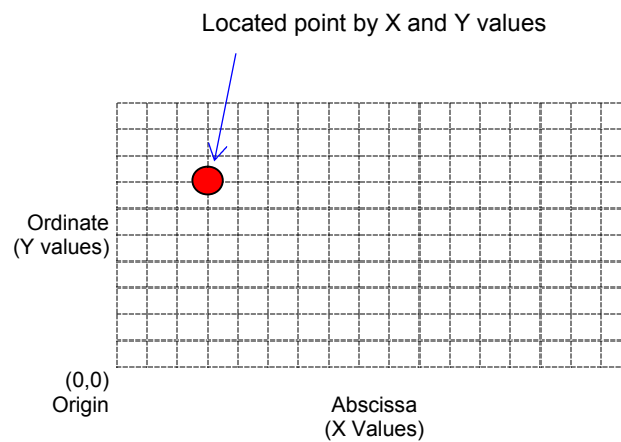 Located point by X and Y values
Ordinate
(Y values)
(0,0)
Origin
Abscissa
(X Values)